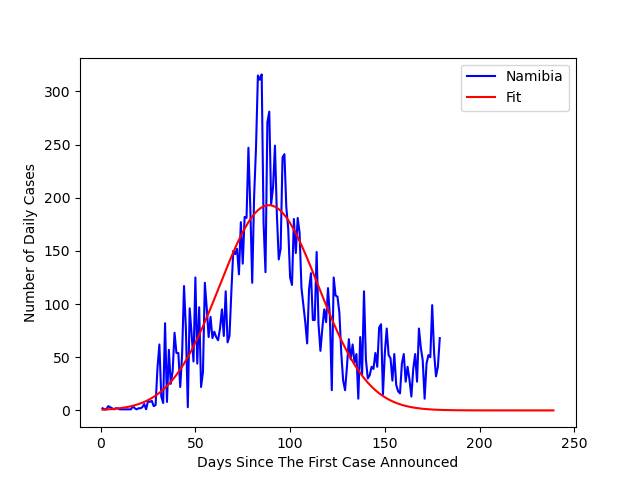 Namibia
Fit
Number of Daily Cases
300
250
200
150
100
50
0
0 50 100 150 200 250
Days Since The First Case Announced